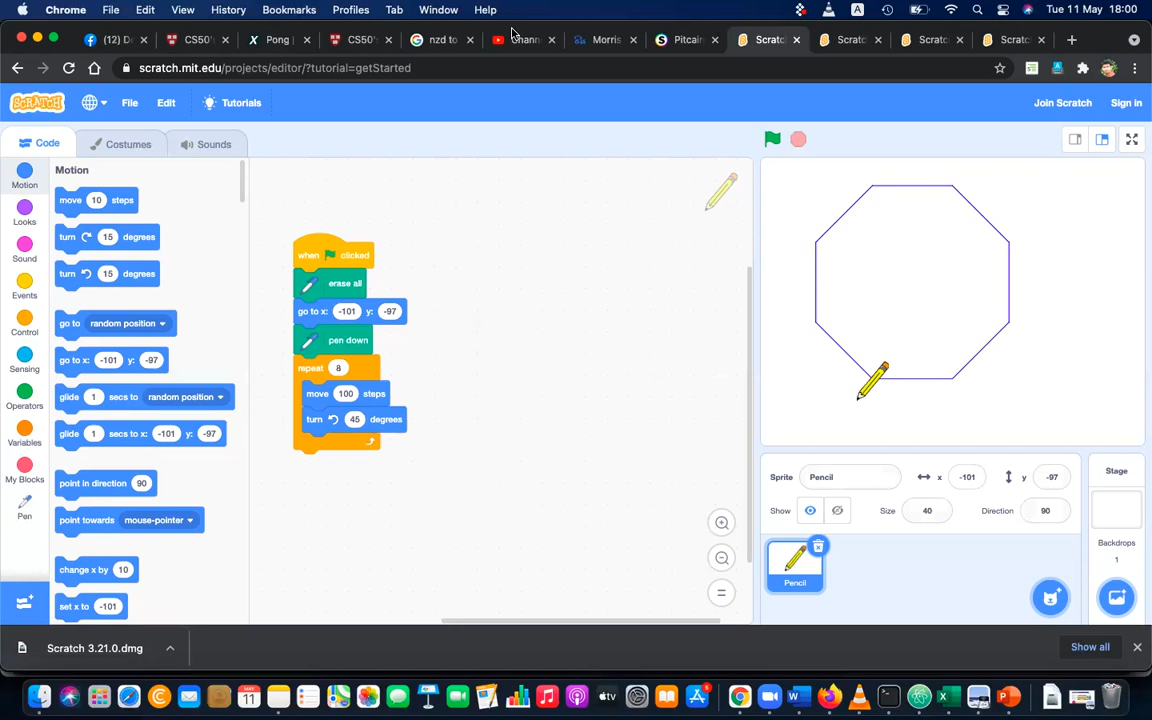 Chrome File Edit View History Bookmarks Profiles Tab Window Help A Tue 11 May 18:00
(12) D CS50' Pong CS50' nzd to Chann Morris Pitcair Scratc Scratc Scratc Scratc
scratch.mit.edu/projects/editor/?tutorial=getStarted
SCRATCH File Edit Tutorials Join Scratch Sign in
Code Costumes Sounds
Motion
Looks
Sound
Events
Control
Sensing
Operators
Variables
My Blocks
Pen
Motion
move 10 steps
turn 15 degrees
turn 15 degrees
go to random position
go to x: -101 y: -97
glide 1 secs to random position
glide 1 secs to x: -101 y: -97
point in direction 90
point towards mouse-pointer
change x by 10
set x to -101
when clicked
erase all
go to x: -101 y: -97
pen down
repeat 8
move 100 steps
turn 45 degrees
Sprite Pencil x -101 y -97
Show Size 40 Direction 90
Pencil
Stage
Backdrops
1
Scratch 3.21.0.dmg Show all
MAY
11